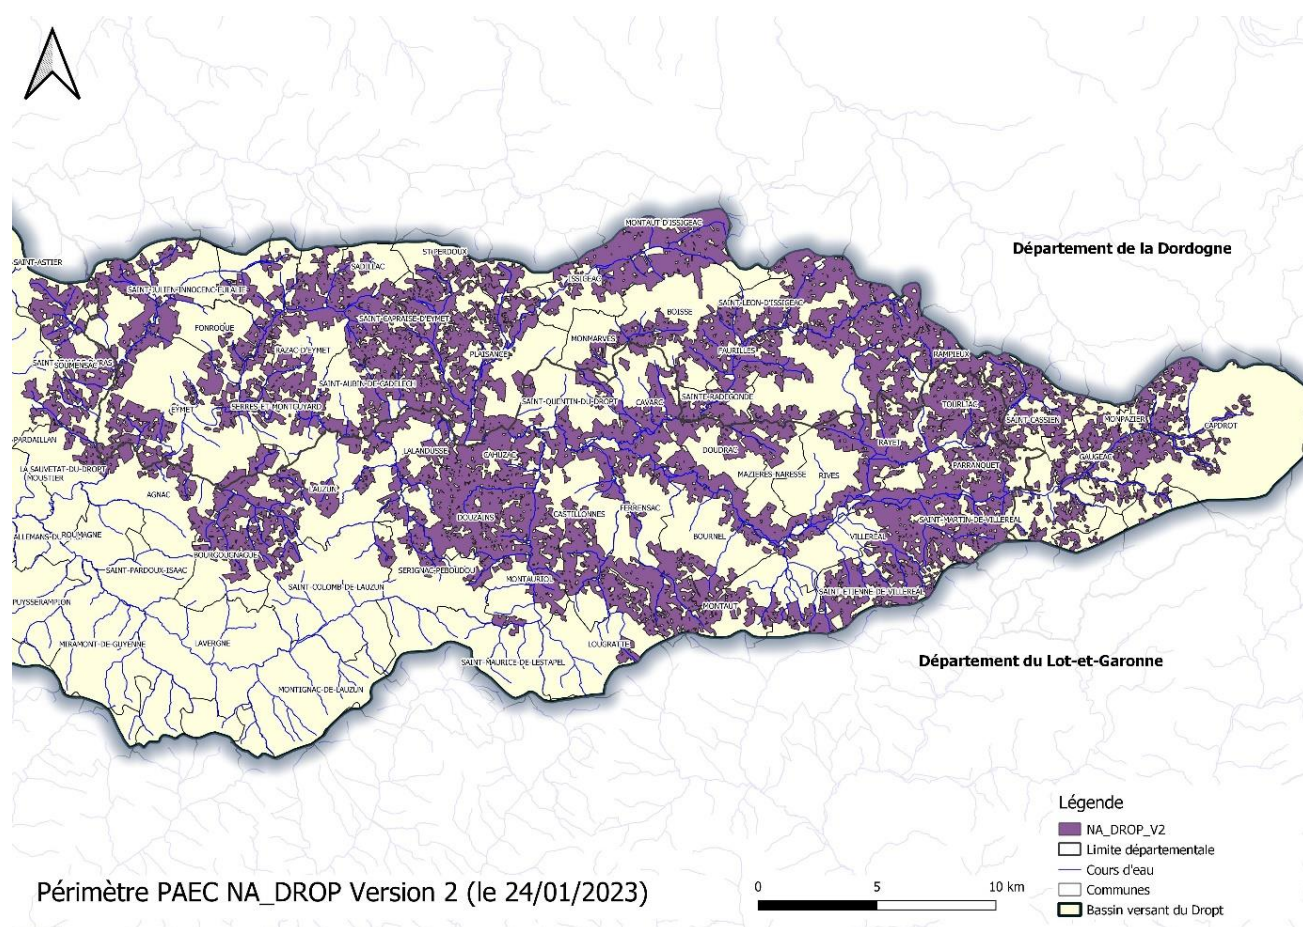 MONTAUT-D'ISSIGEAC
Département de la Dordogne
ST-PERDOUX
SAINT-ASTIER
SADILLAC
ISSIGEAC
SAINT-JULIEN-INNOCENC-EULALIE
SAINT-LEON-D'ISSIGEAC
BOISSE
SAINT-CAPRAISE-D'EYMET
FONROQUE
MONMARVES
RAZAC-D'EYMET
FAURILLES
PLAISANCE
RAMPIEUX
SOUMENSAC
SAINT-AUBIN-DE-CADELECH
SAINTE-RADEGONDE
SAINT-QUENTIN-DU-DROPT
CAVARC
TOURLIAC
SERRES-ET-MONTGUYARD
EYMET
SAINT-CASSIEN
MONPAZIER
CAPDROT
PARDAILLAN
RAYET
LALANDUSSE
CAHUZAC
DOUDRAC
GAUGEAC
PARRANQUET
LA SAUVETAT-DU-DROPT
MOUSTIER
MAZIERES-NARESSE
RIVES
AGNAC
LAUZUN
DOUZAINS
CASTILLONNES
FERRENSAC
SAINT-MARTIN-DE-VILLEREAL
ALLEMANS-DU
ROUMAGNE
BOURNEL
VILLEREAL
BOURGOUGNAGUE
SAINT-PARDOUX-ISAAC
SERIGNAC-PEBOUDOU
MONTAURIOL
SAINT-COLOMB-DE-LAUZUN
SAINT-ETIENNE-DE-VILLEREAL
PUYSSERAMPION
MONTAUT
MIRAMONT-DE-GUYENNE
LAVERGNE
LOUGRATTE
SAINT-MAURICE-DE-LESTAPEL
Département du Lot-et-Garonne
MONTIGNAC-DE-LAUZUN
Légende
NA_DROP_V2
Limite départementale
Cours d'eau
Communes
Bassin versant du Dropt
Périmètre PAEC NA_DROP Version 2 (le 24/01/2023)
0 5 10 km